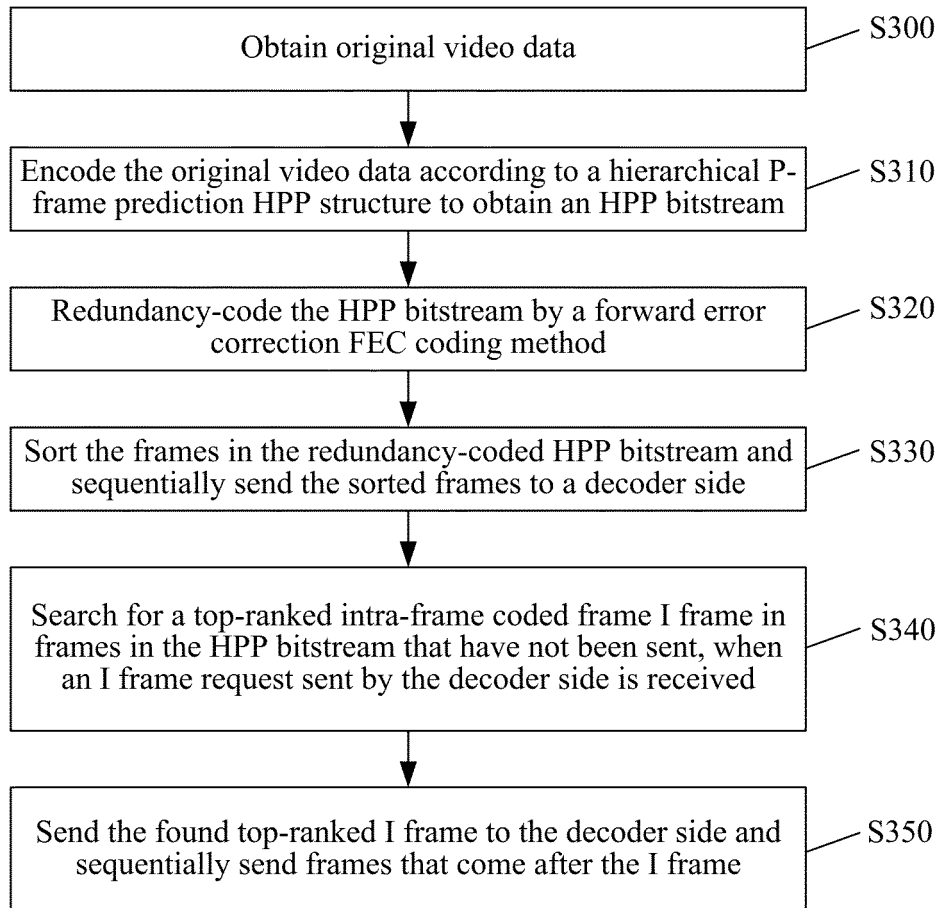 Obtain original video data
S300
Encode the original video data according to a hierarchical P-
frame prediction HPP structure to obtain an HPP bitstream
S310
Redundancy-code the HPP bitstream by a forward error
correction FEC coding method
S320
Sort the frames in the redundancy-coded HPP bitstream and
sequentially send the sorted frames to a decoder side
S330
Search for a top-ranked intra-frame coded frame I frame in
frames in the HPP bitstream that have not been sent, when
an I frame request sent by the decoder side is received
S340
Send the found top-ranked I frame to the decoder side and
sequentially send frames that come after the I frame
S350